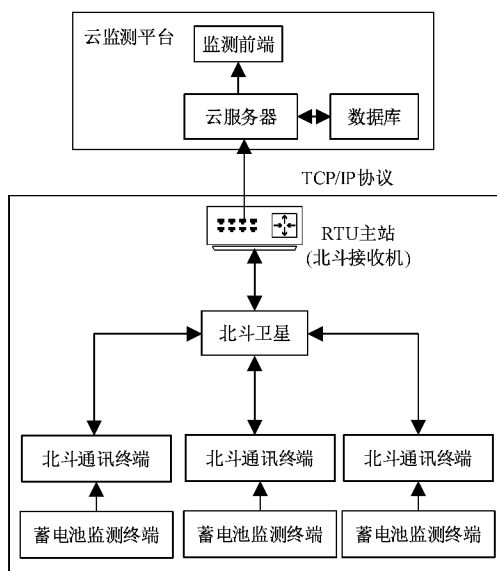 云监测平台
监测前端
云服务器
数据库
TCP/IP协议
RTU主站
(北斗接收机)
北斗卫星
北斗通讯终端
北斗通讯终端
北斗通讯终端
蓄电池监测终端
蓄电池监测终端
蓄电池监测终端